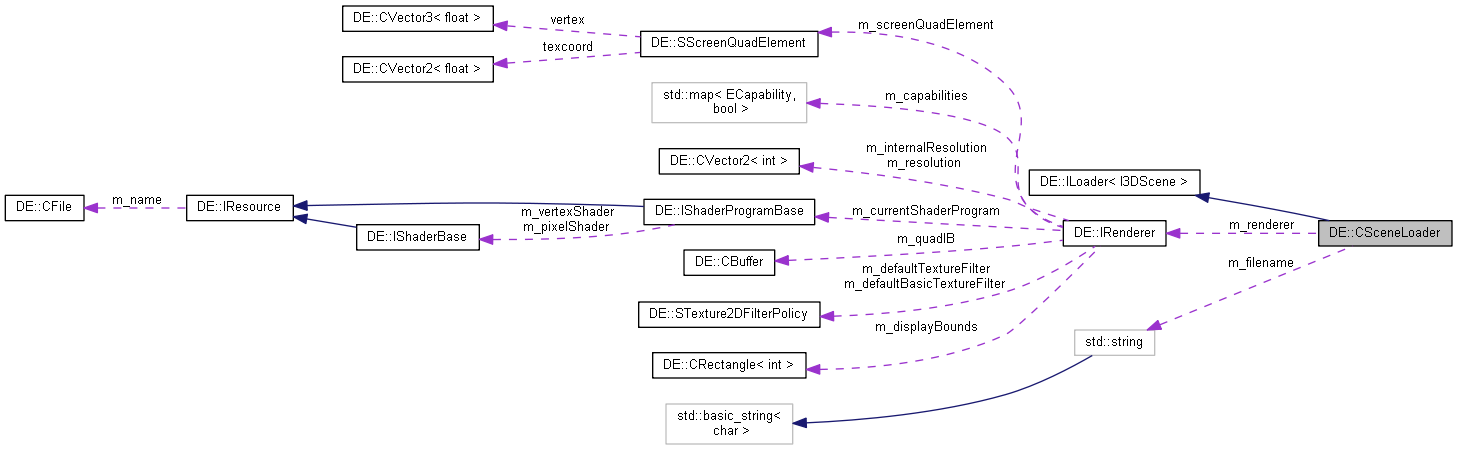 DE::CVector3< float >
vertex
m_screenQuadElement
DE::SScreenQuadElement
texcoord
DE::CVector2< float >
std::map< ECapability,
bool >
m_capabilities
DE::CVector2< int >
m_internalResolution
m_resolution
DE::ILoader< I3DScene >
DE::CFile
m_name
DE::IResource
m_vertexShader
m_pixelShader
DE::IShaderProgramBase
m_currentShaderProgram
DE::IShaderBase
DE::IRenderer
m_renderer
DE::CSceneLoader
m_quadIB
DE::CBuffer
m_filename
m_defaultTextureFilter
m_defaultBasicTextureFilter
DE::STexture2DFilterPolicy
m_displayBounds
std::string
DE::CRectangle< int >
std::basic_string<
char >